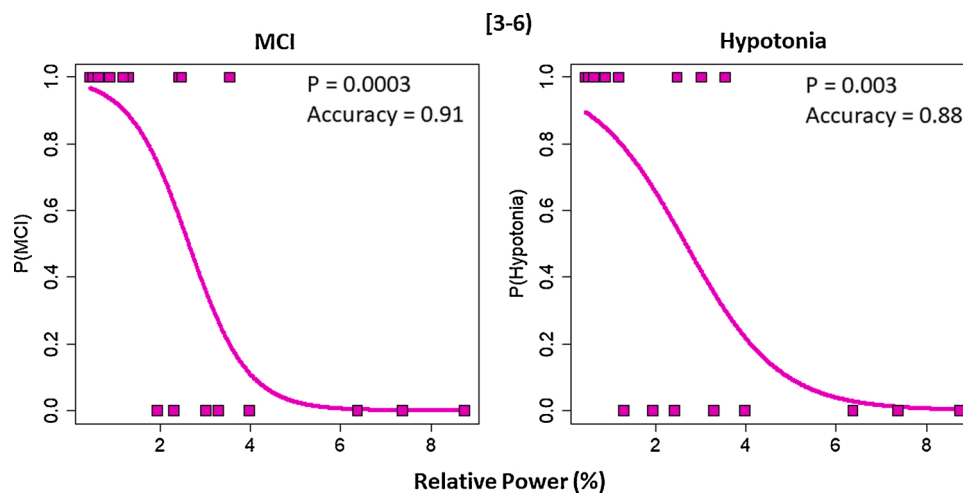 [3-6]
MCI
Hypotonia
P = 0.0003
Accuracy = 0.91
P = 0.003
Accuracy = 0.88
1.0
0.8
0.6
0.4
0.2
0.0
P(MCI)
2
4
6
8
1.0
0.8
0.6
0.4
0.2
0.0
P(Hypotonia)
2
4
6
8
Relative Power (%)